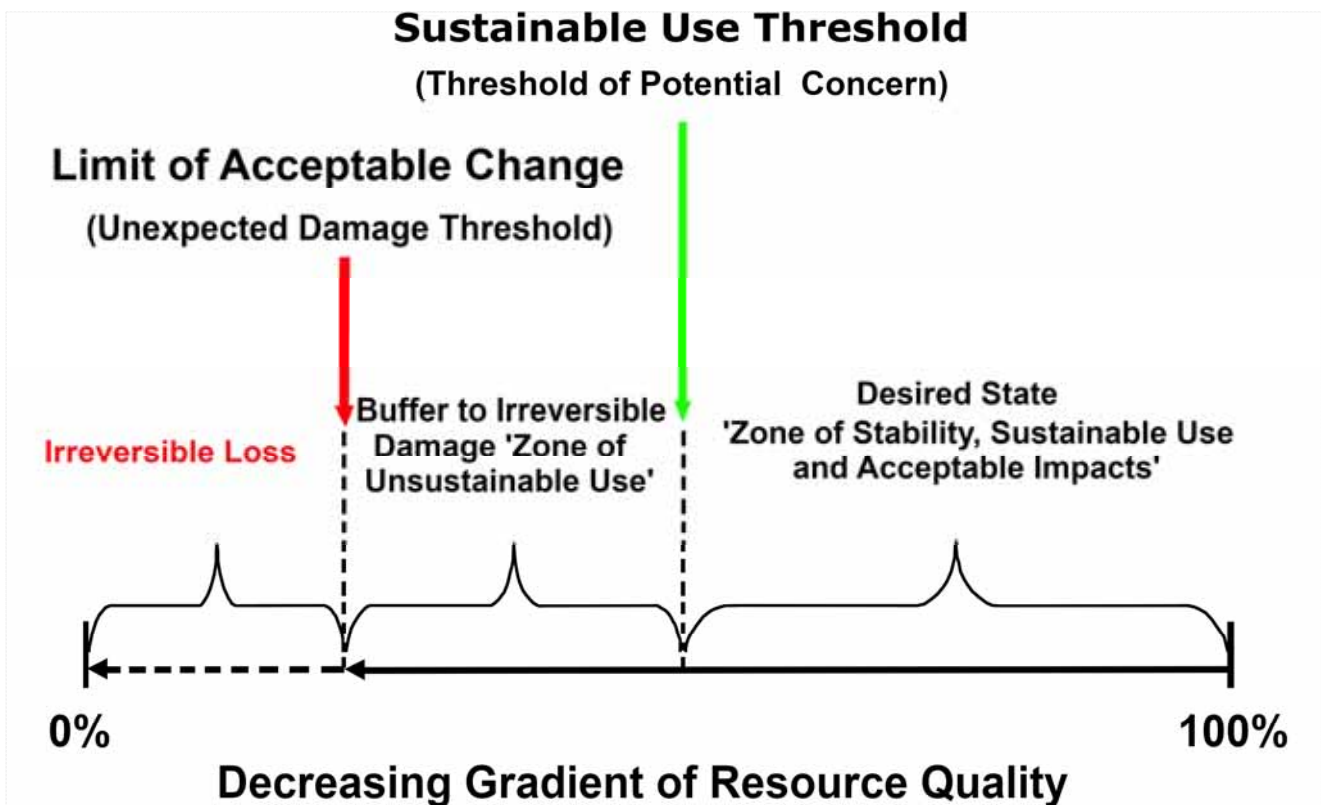 Sustainable Use Threshold
(Threshold of Potential Concern)
Limit of Acceptable Change
(Unexpected Damage Threshold)
Irreversible Loss
Buffer to Irreversible
Damage 'Zone of
Unsustainable Use'
Desired State
'Zone of Stability, Sustainable Use
and Acceptable Impacts'
0%
100%
Decreasing Gradient of Resource Quality